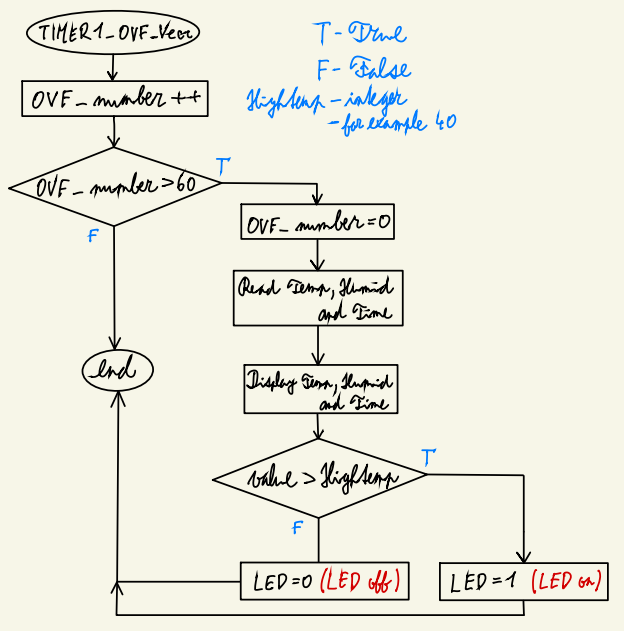 TIMER1_OVF_Vect
T - True
F - False
OVF_number ++
Hightemp - integer
- for example 40
OVF_number > 60
T
F
OVF_number = 0
Read Temp, Humid
and Time
end
Display Temp, Humid
and Time
value > Hightemp
T
F
LED = 0 (LED off)
LED = 1 (LED on)